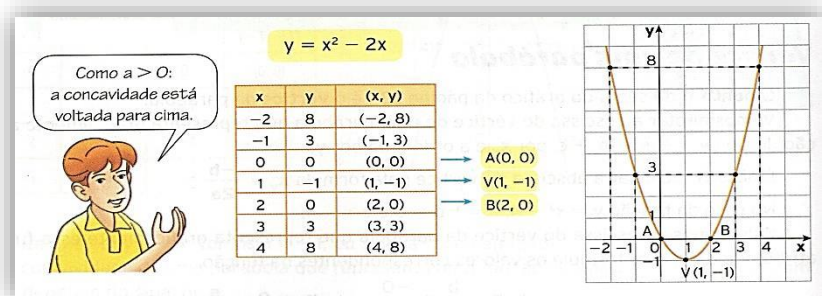 y = x² – 2x
Como a > 0:
a concavidade está
voltada para cima.
x y (x, y)
–2 8 (–2, 8)
–1 3 (–1, 3)
0 0 (0, 0)
1 –1 (1, –1)
2 0 (2, 0)
3 3 (3, 3)
4 8 (4, 8)
A(0, 0)
V(1, –1)
B(2, 0)
y
8
3
1
A B
–2 –1 0 1 2 3 4 x
–1
V (1, –1)